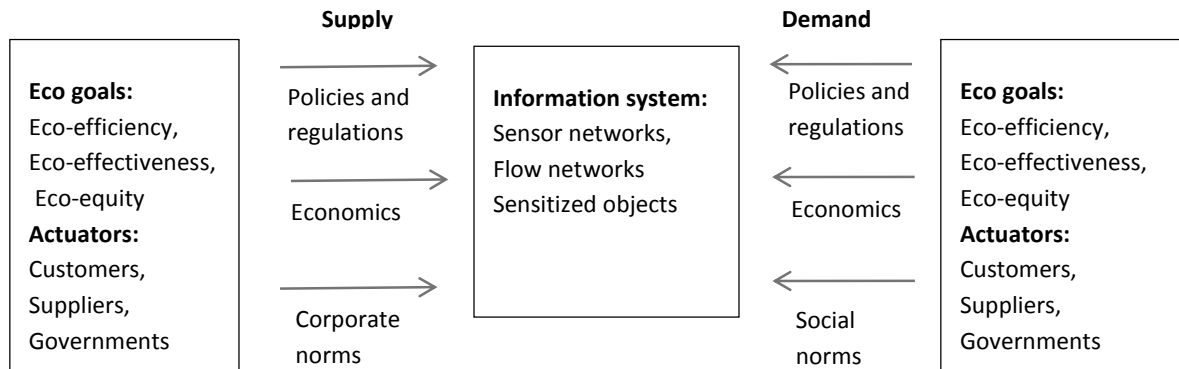 Supply
Demand
Eco goals:
Eco-efficiency,
Eco-effectiveness,
Eco-equity
Actuators:
Customers,
Suppliers,
Governments
Policies and
regulations
Economics
Corporate
norms
Information system:
Sensor networks,
Flow networks
Sensitized objects
Policies and
regulations
Economics
Social
norms
Eco goals:
Eco-efficiency,
Eco-effectiveness,
Eco-equity
Actuators:
Customers,
Suppliers,
Governments